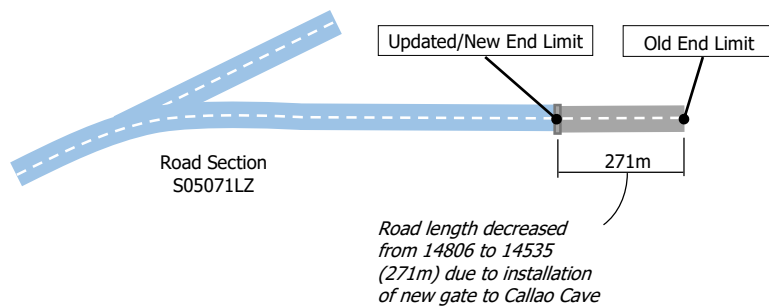 Updated/New End Limit
Old End Limit
Road Section
S05071LZ
271m
Road length decreased
from 14806 to 14535
(271m) due to installation
of new gate to Callao Cave